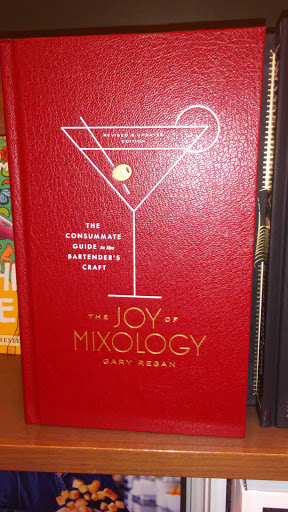 REVISED & UPDATED
EDITION
THE
CONSUMMATE
GUIDE to the
BARTENDER'S
CRAFT
THE JOY OF
MIXOLOGY
GARY REGAN